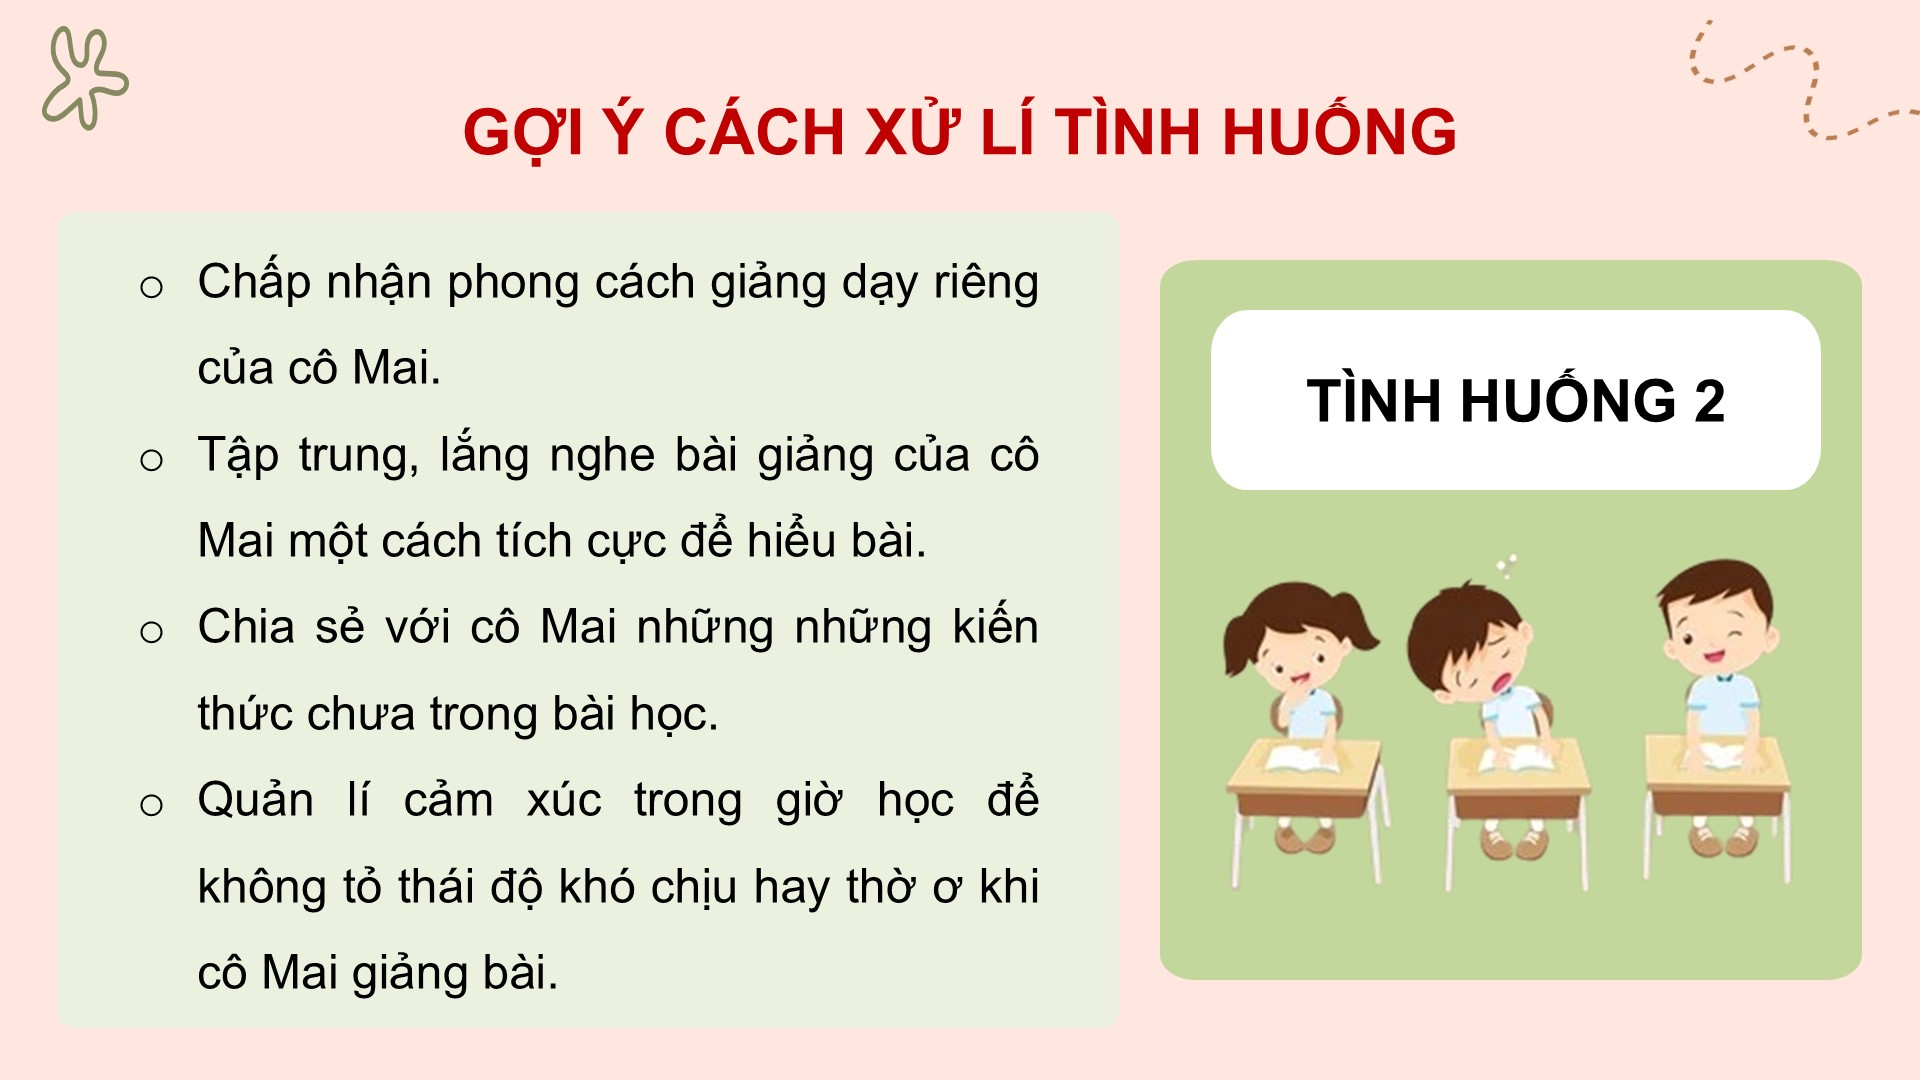 GỢI Ý CÁCH XỬ LÍ TÌNH HUỐNG
o Chấp nhận phong cách giảng dạy riêng
của cô Mai.
o Tập trung, lắng nghe bài giảng của cô
Mai một cách tích cực để hiểu bài.
o Chia sẻ với cô Mai những những kiến
thức chưa trong bài học.
o Quản lí cảm xúc trong giờ học để
không tỏ thái độ khó chịu hay thờ ơ khi
cô Mai giảng bài.
TÌNH HUỐNG 2